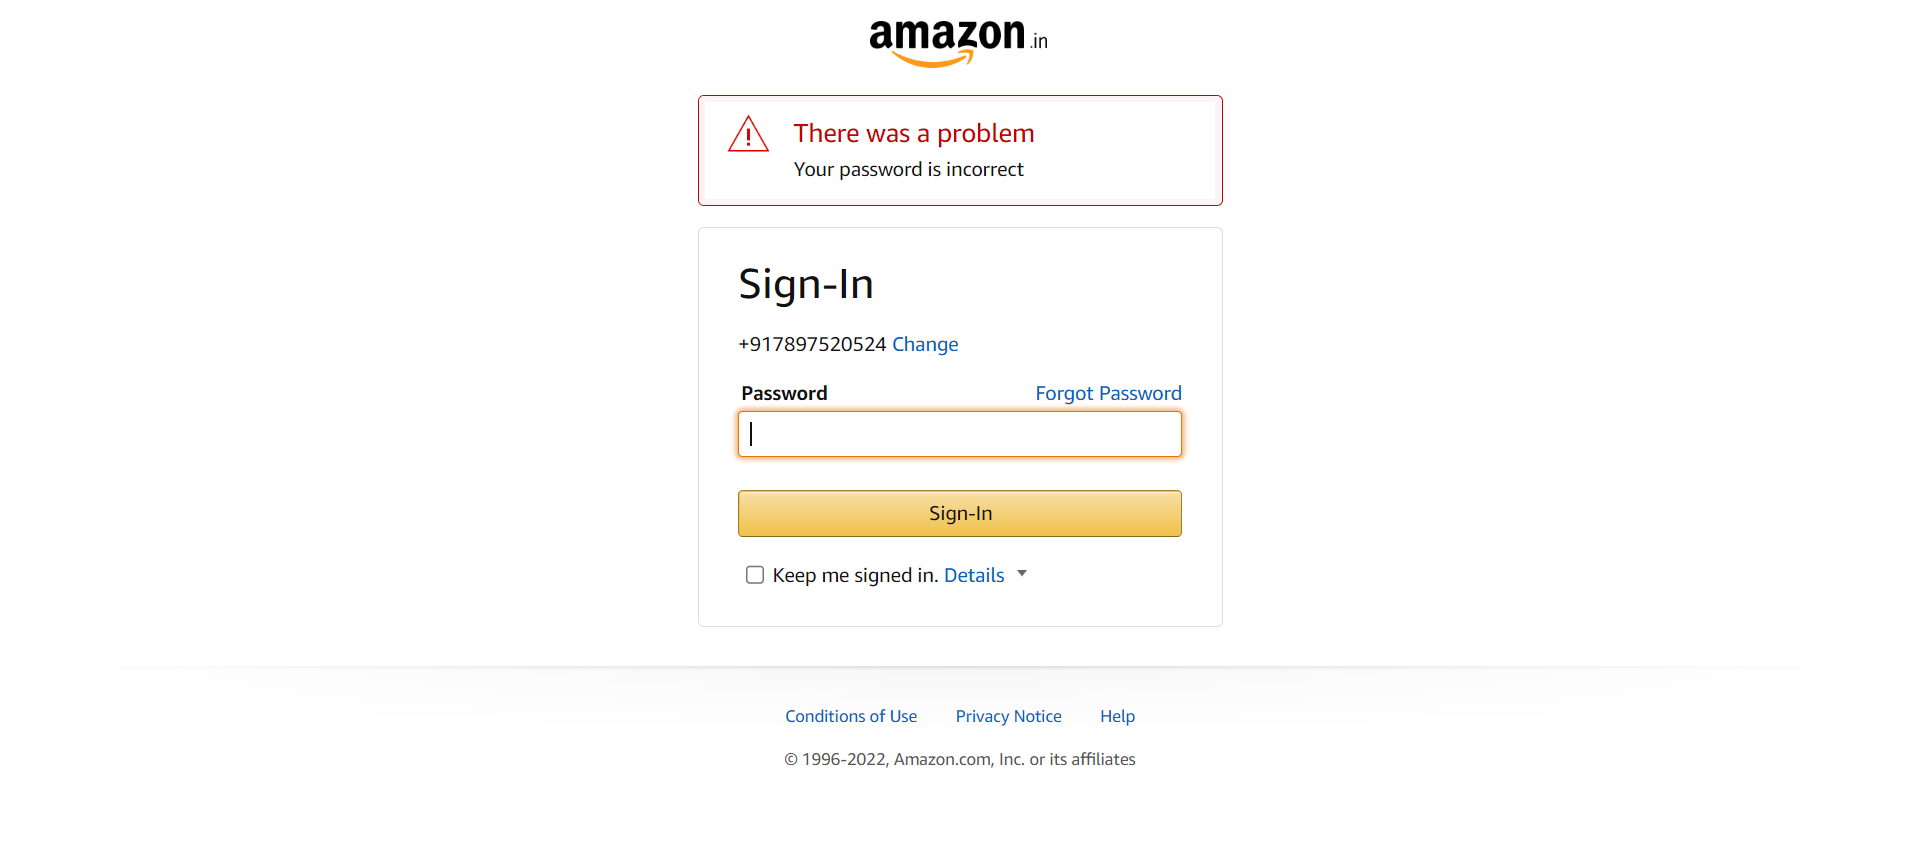 amazon.in
There was a problem
Your password is incorrect
Sign-In
+917897520524 Change
Password Forgot Password
Sign-In
Keep me signed in. Details
Conditions of Use Privacy Notice Help
© 1996-2022, Amazon.com, Inc. or its affiliates